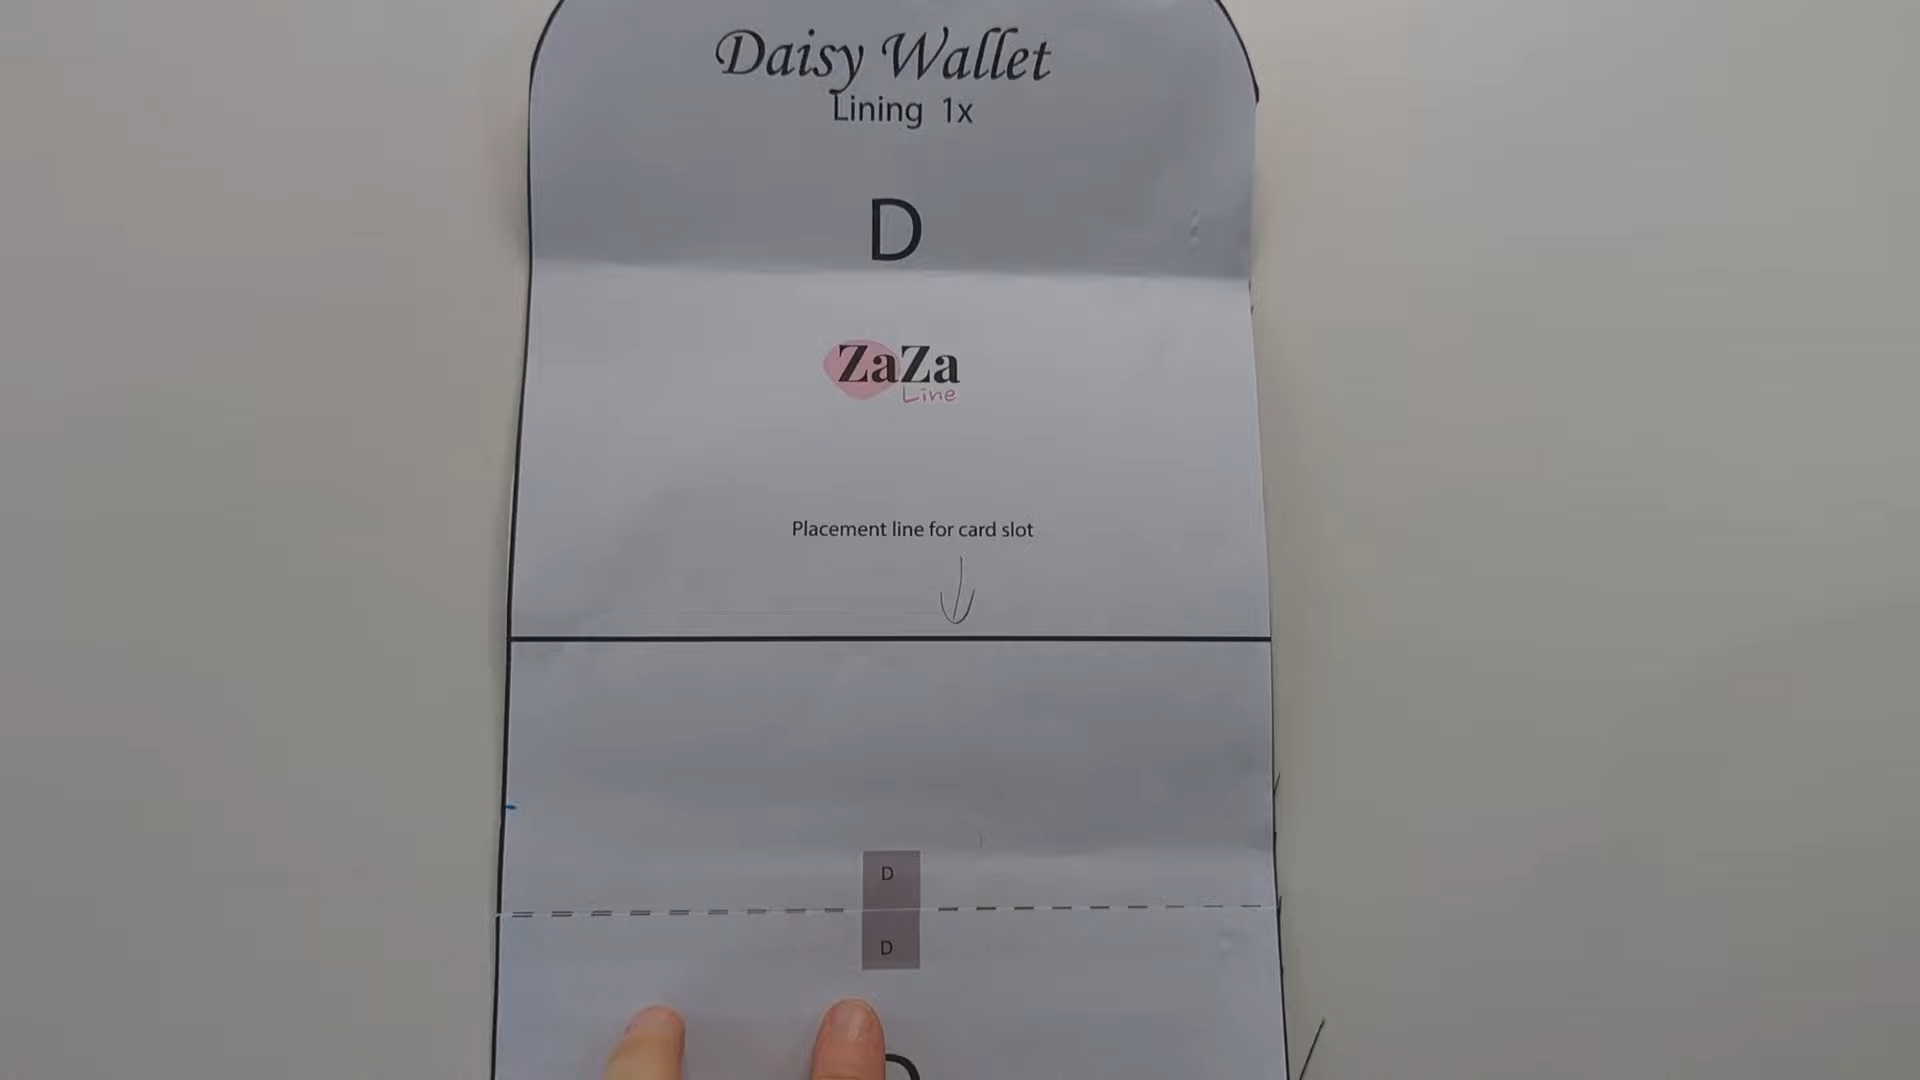 Daisy Wallet
Lining 1x
D
ZaZa
Line
Placement line for card slot
D
D
D